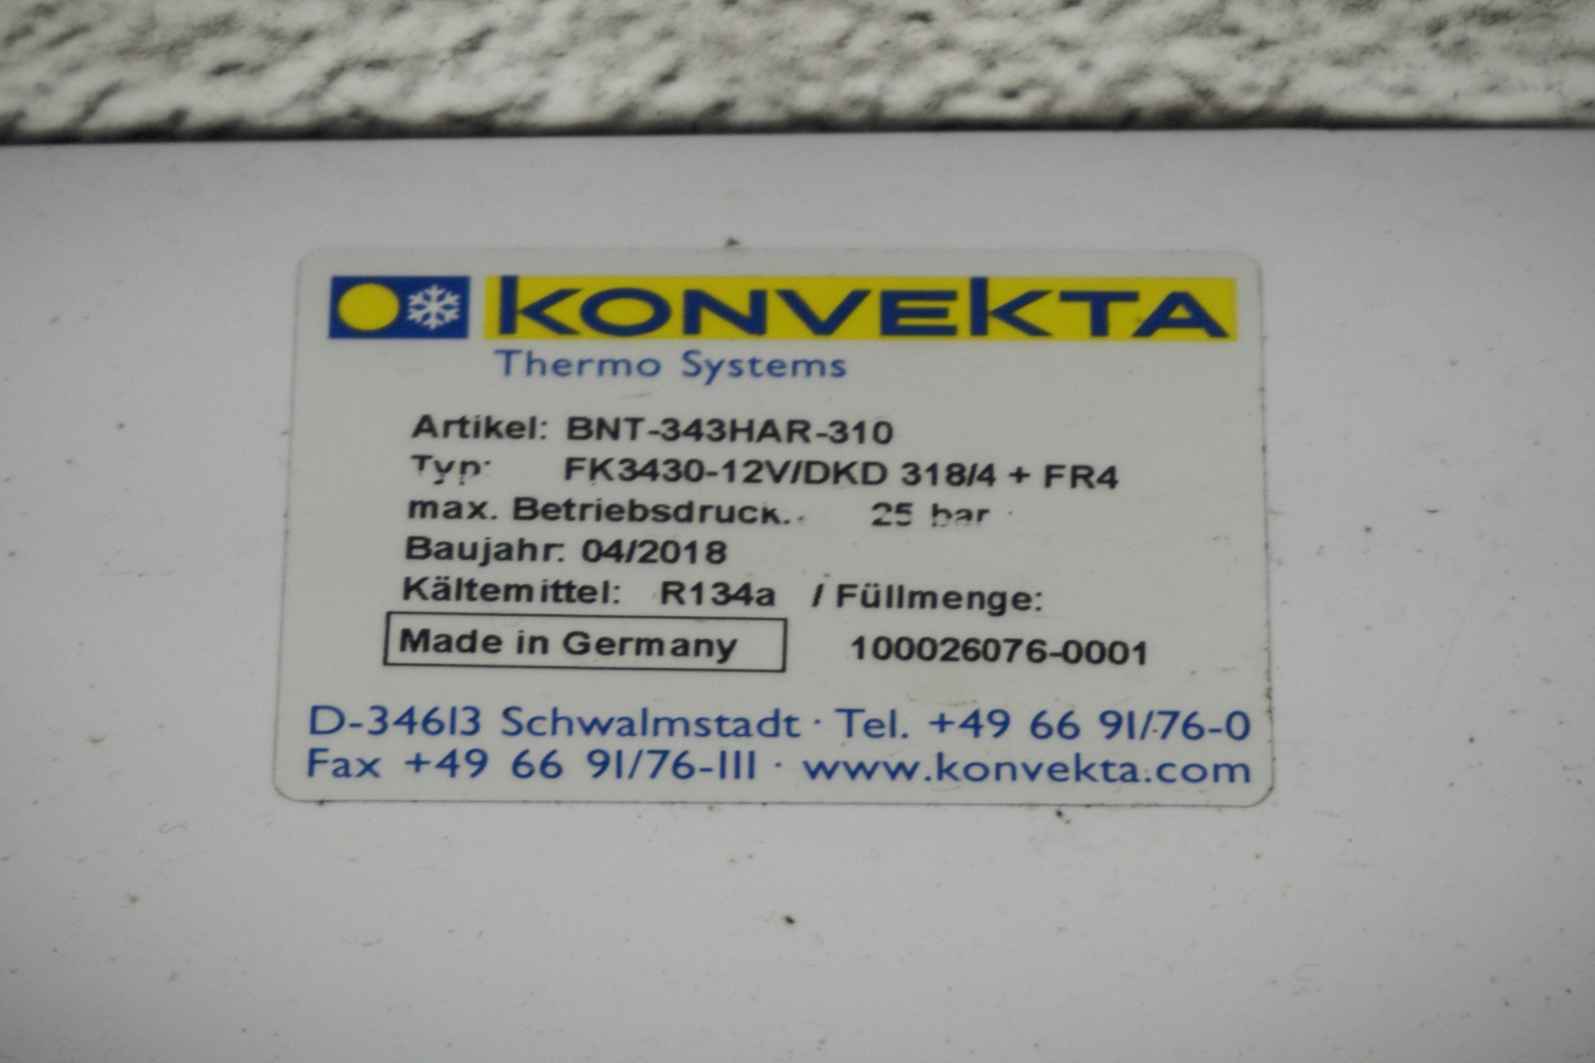 KONVEKTA
Thermo Systems
Artikel: BNT-343HAR-310
Typ: FK3430-12V/DKD 318/4 + FR4
max. Betriebsdruck.. 25 bar
Baujahr: 04/2018
Kältemittel: R134a / Füllmenge:
Made in Germany 100026076-0001
D-34613 Schwalmstadt · Tel. +49 66 91/76-0
Fax +49 66 91/76-111 · www.konvekta.com